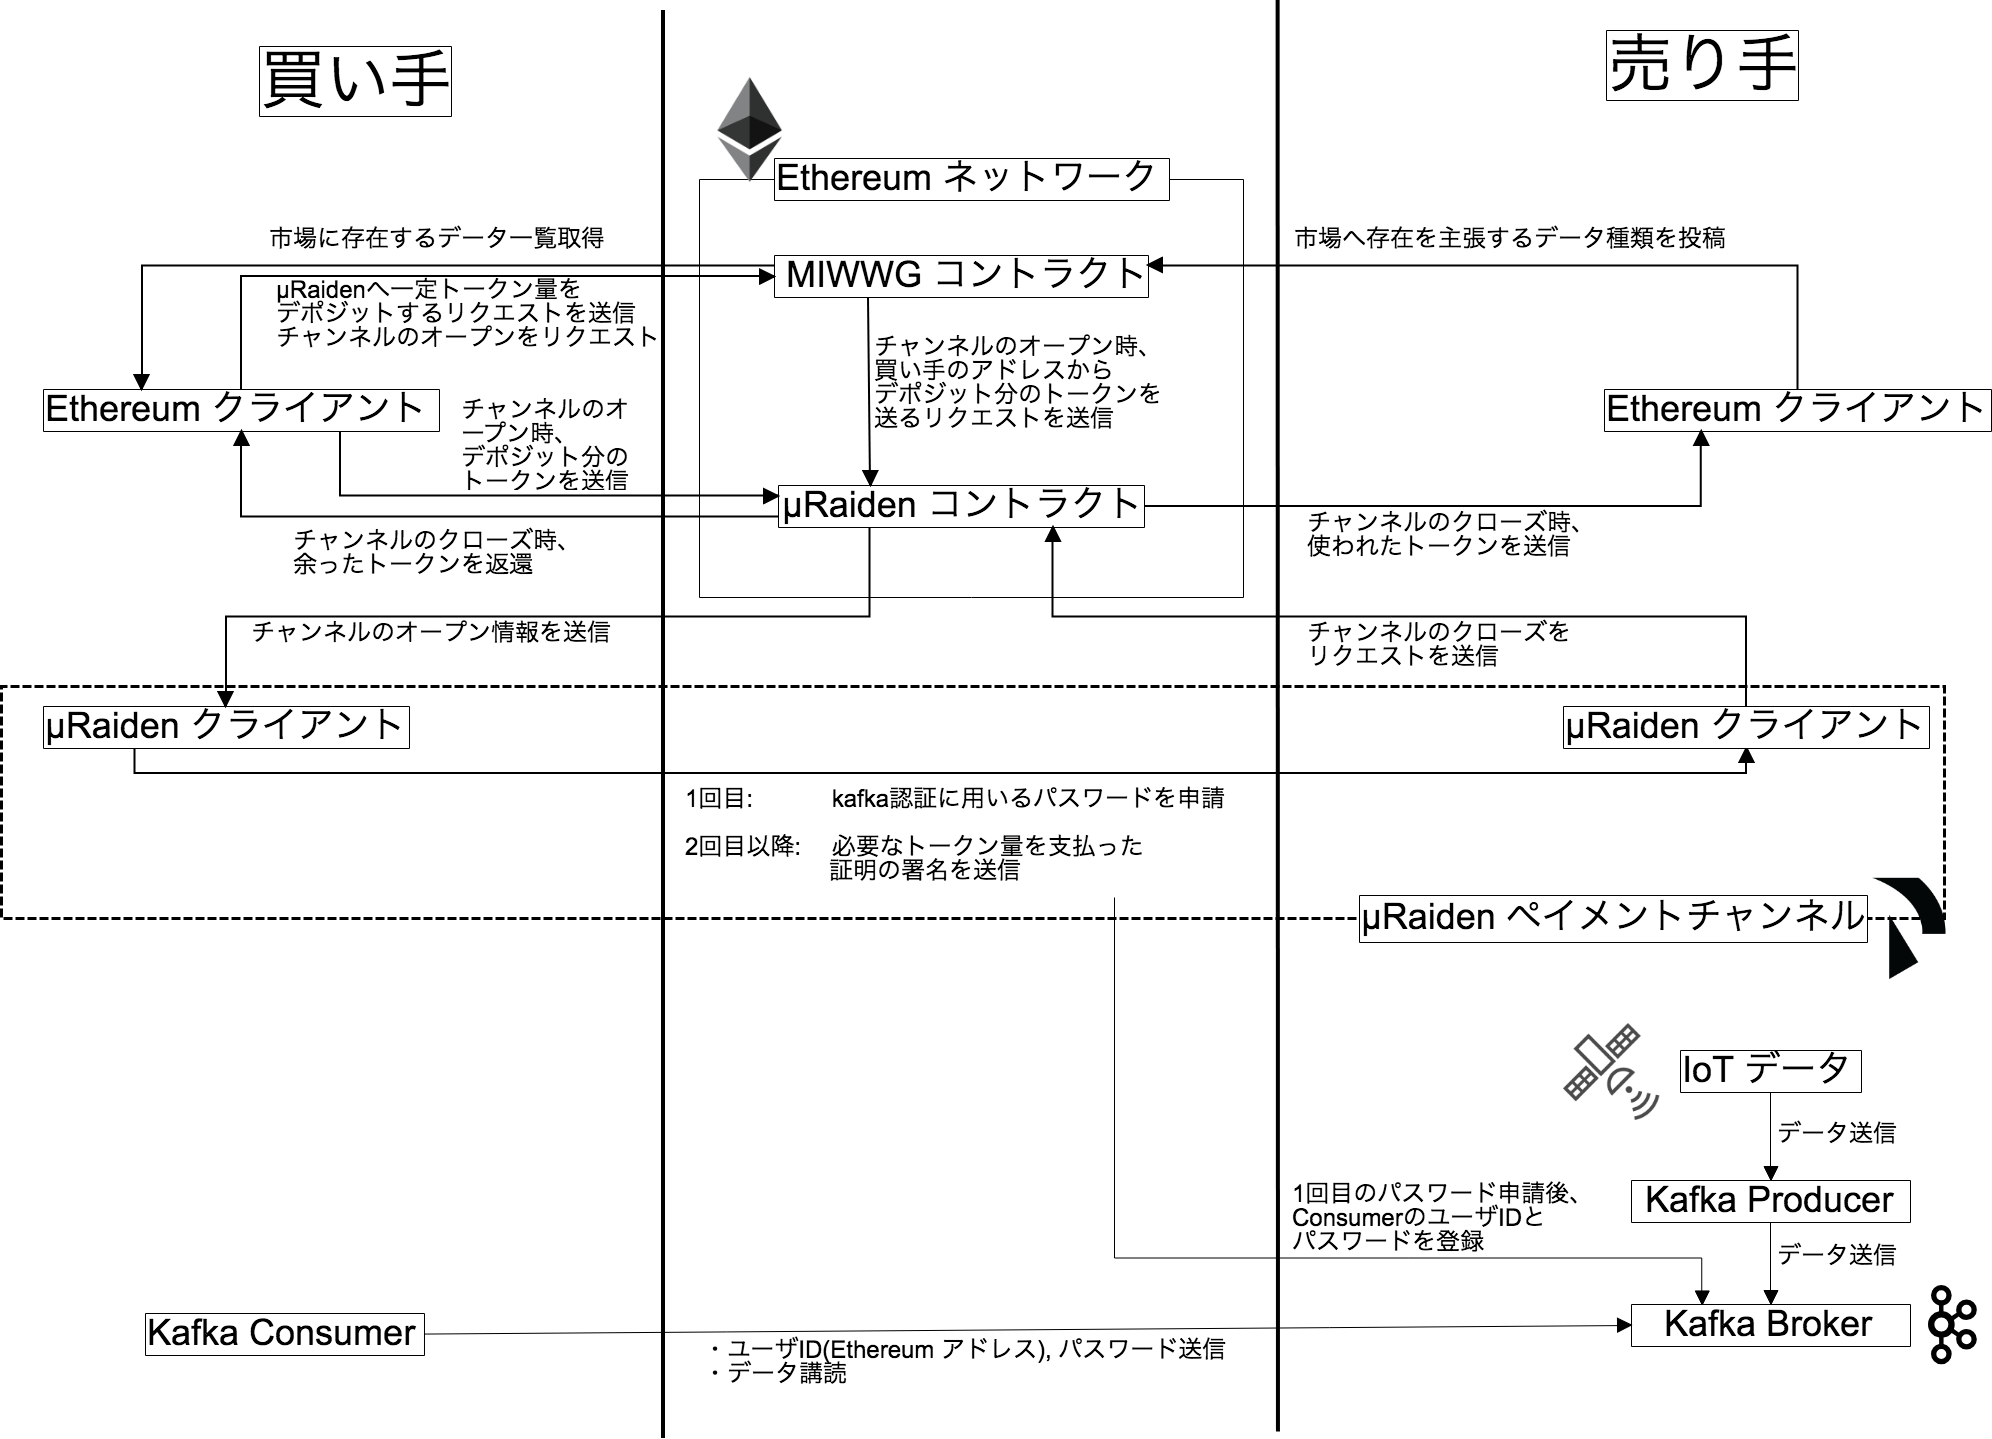 買い手
売り手
Ethereum ネットワーク
市場に存在するデータ一覧取得
市場へ存在を主張するデータ種類を投稿
MIWWG コントラクト
μRaidenへ一定トークン量を
デポジットするリクエストを送信
チャンネルのオープンをリクエスト
チャンネルのオープン時、
買い手のアドレスから
デポジット分のトークンを
送るリクエストを送信
Ethereum クライアント
Ethereum クライアント
チャンネルのオ
ープン時、
デポジット分の
トークンを送信
μRaiden コントラクト
チャンネルのクローズ時、
余ったトークンを返還
チャンネルのクローズ時、
使われたトークンを送信
チャンネルのオープン情報を送信
チャンネルのクローズを
リクエストを送信
μRaiden クライアント
μRaiden クライアント
1回目: kafka認証に用いるパスワードを申請
2回目以降: 必要なトークン量を支払った
証明の署名を送信
μRaiden ペイメントチャンネル
IoT データ
データ送信
Kafka Producer
1回目のパスワード申請後、
ConsumerのユーザIDと
パスワードを登録
データ送信
Kafka Consumer
Kafka Broker
・ユーザID(Ethereum アドレス), パスワード送信
・データ講読